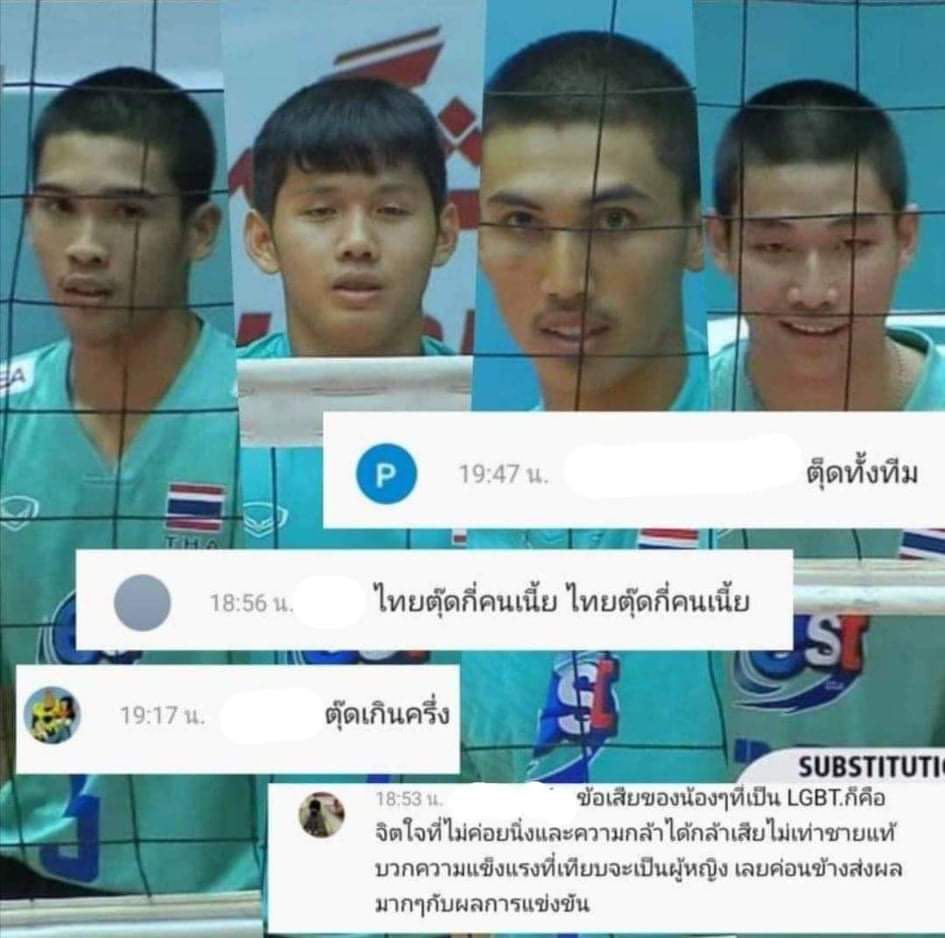 EA
THA
P
19:47 น. ตุ็ดทั้งทีม
18:56 น. ไทยตุ๊ดกี่คนเนี้ย ไทยตุ๊ดกี่คนเนี้ย
est
est
19:17 น. ตุ๊ดเกินครึ่ง
SUBSTITUTI
18:53 น. ข้อเสียของน้องๆที่เป็น LGBT.ก็คือ
จิตใจที่ไม่ค่อยนิ่งและความกล้าได้กล้าเสียไม่เท่าชายแท้
บวกความแข็งแรงที่เทียบจะเป็นผู้หญิง เลยค่อนข้างส่งผล
มากๆกับผลการแข่งขัน